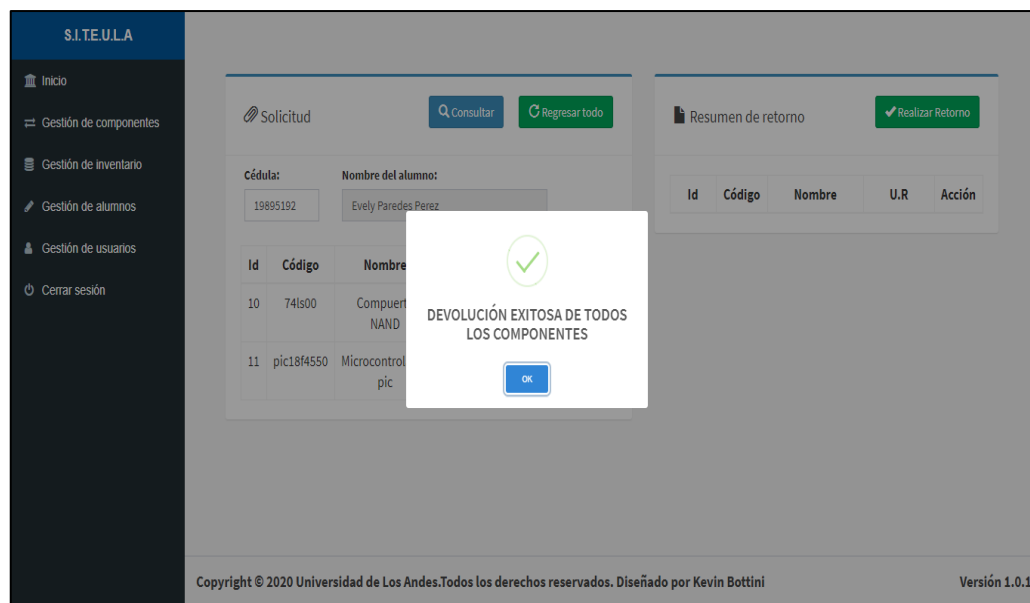 S.I.T.E.U.L.A
Inicio
Gestión de componentes
Gestión de inventario
Gestión de alumnos
Gestión de usuarios
Cerrar sesión
Solicitud
Consultar
Regresar todo
Cédula:
Nombre del alumno:
19895192
Evely Paredes Perez
Id Código Nombre
10 74ls00 Compuert
NAND
11 pic18f4550 Microcontrol
pic
Resumen de retorno
Realizar Retorno
Id Código Nombre U.R Acción
DEVOLUCIÓN EXITOSA DE TODOS
LOS COMPONENTES
OK
Copyright © 2020 Universidad de Los Andes.Todos los derechos reservados. Diseñado por Kevin Bottini
Versión 1.0.1